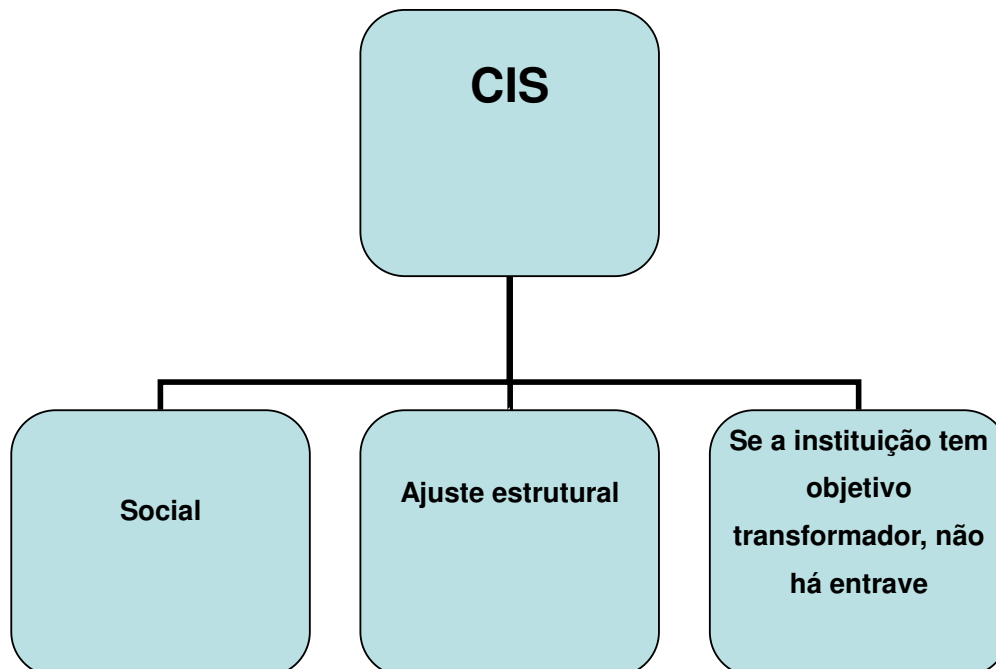 CIS
Social
Ajuste estrutural
Se a instituição tem
objetivo
transformador, não
há entrave